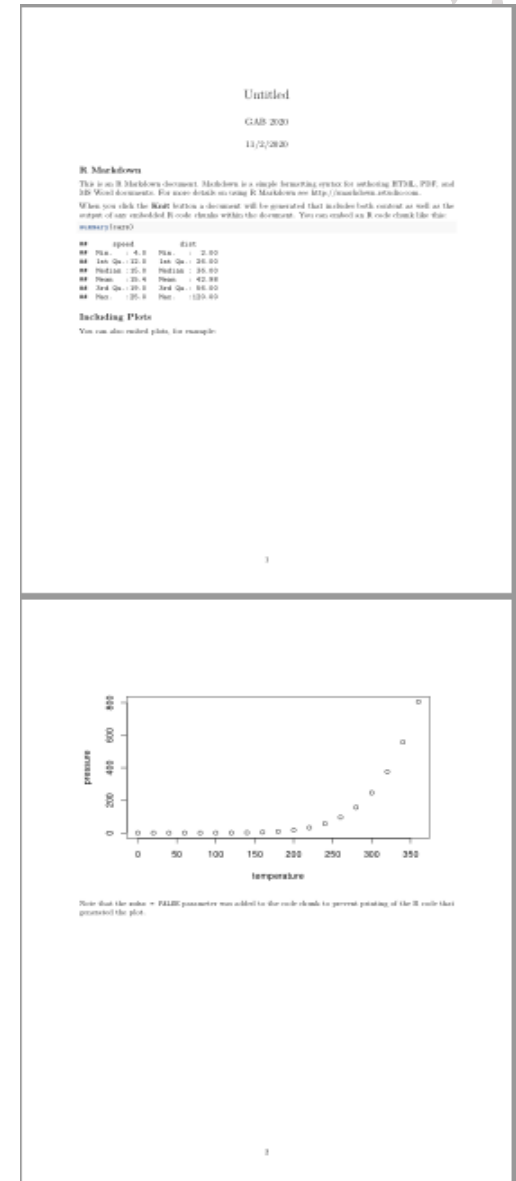 Untitled
GAB 2020
11/2/2020
R Markdown
This is an R Markdown document. Markdown is a simple formatting syntax for authoring HTML, PDF, and
MS Word documents. For more details on using R Markdown see http://rmarkdown.rstudio.com.
When you click the Knit button a document will be generated that includes both content as well as the
output of any embedded R code chunks within the document. You can embed an R code chunk like this:
summary(cars)
## speed dist
## Min. : 4.0 Min. : 2.00
## 1st Qu.:12.0 1st Qu.: 26.00
## Median :15.0 Median : 36.00
## Mean :15.4 Mean : 42.98
## 3rd Qu.:19.0 3rd Qu.: 56.00
## Max. :25.0 Max. :120.00
Including Plots
You can also embed plots, for example:
1
800
600
400
200
0
pressure
0 50 100 150 200 250 300 350
temperature
Note that the echo = FALSE parameter was added to the code chunk to prevent printing of the R code that
generated the plot.
2